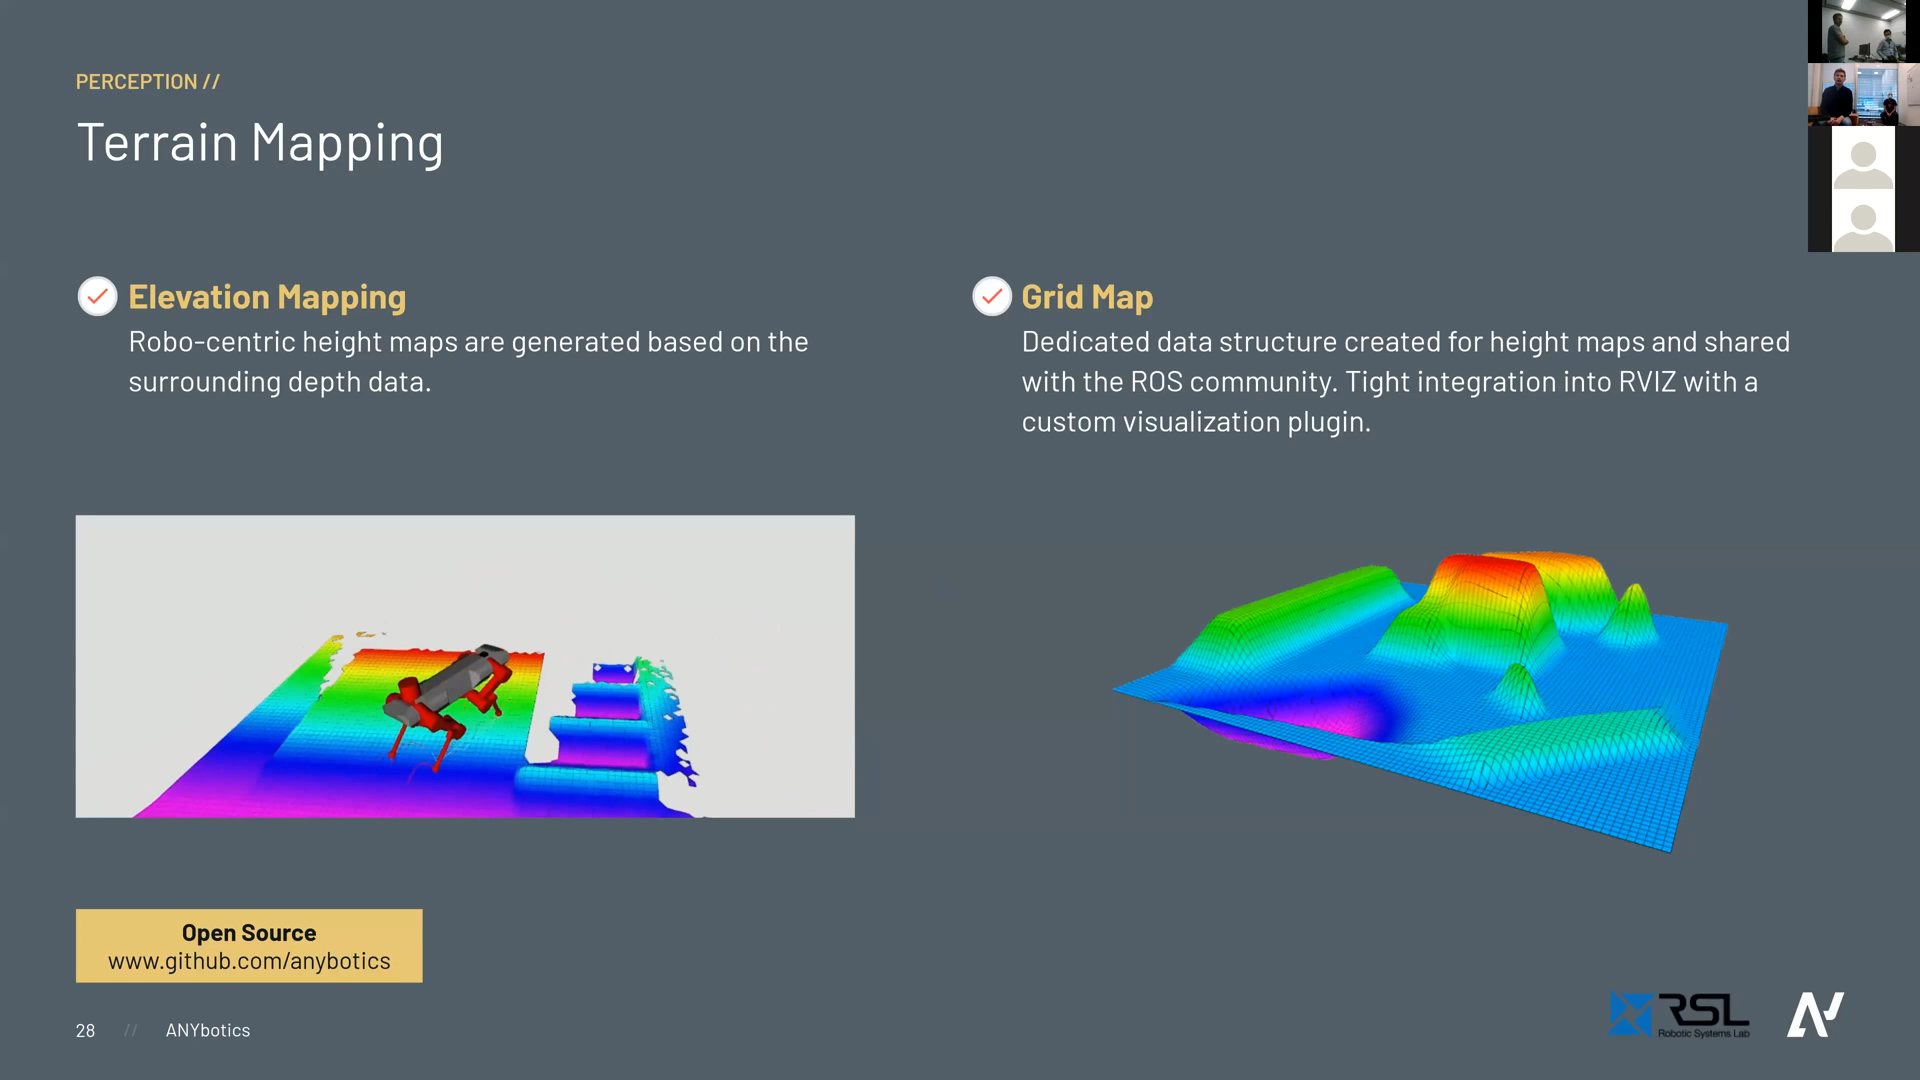 PERCEPTION //
Terrain Mapping
Elevation Mapping
Robo-centric height maps are generated based on the
surrounding depth data.
Grid Map
Dedicated data structure created for height maps and shared
with the ROS community. Tight integration into RVIZ with a
custom visualization plugin.
Open Source
www.github.com/anybotics
28 // ANYbotics
RSL
Robotic Systems Lab